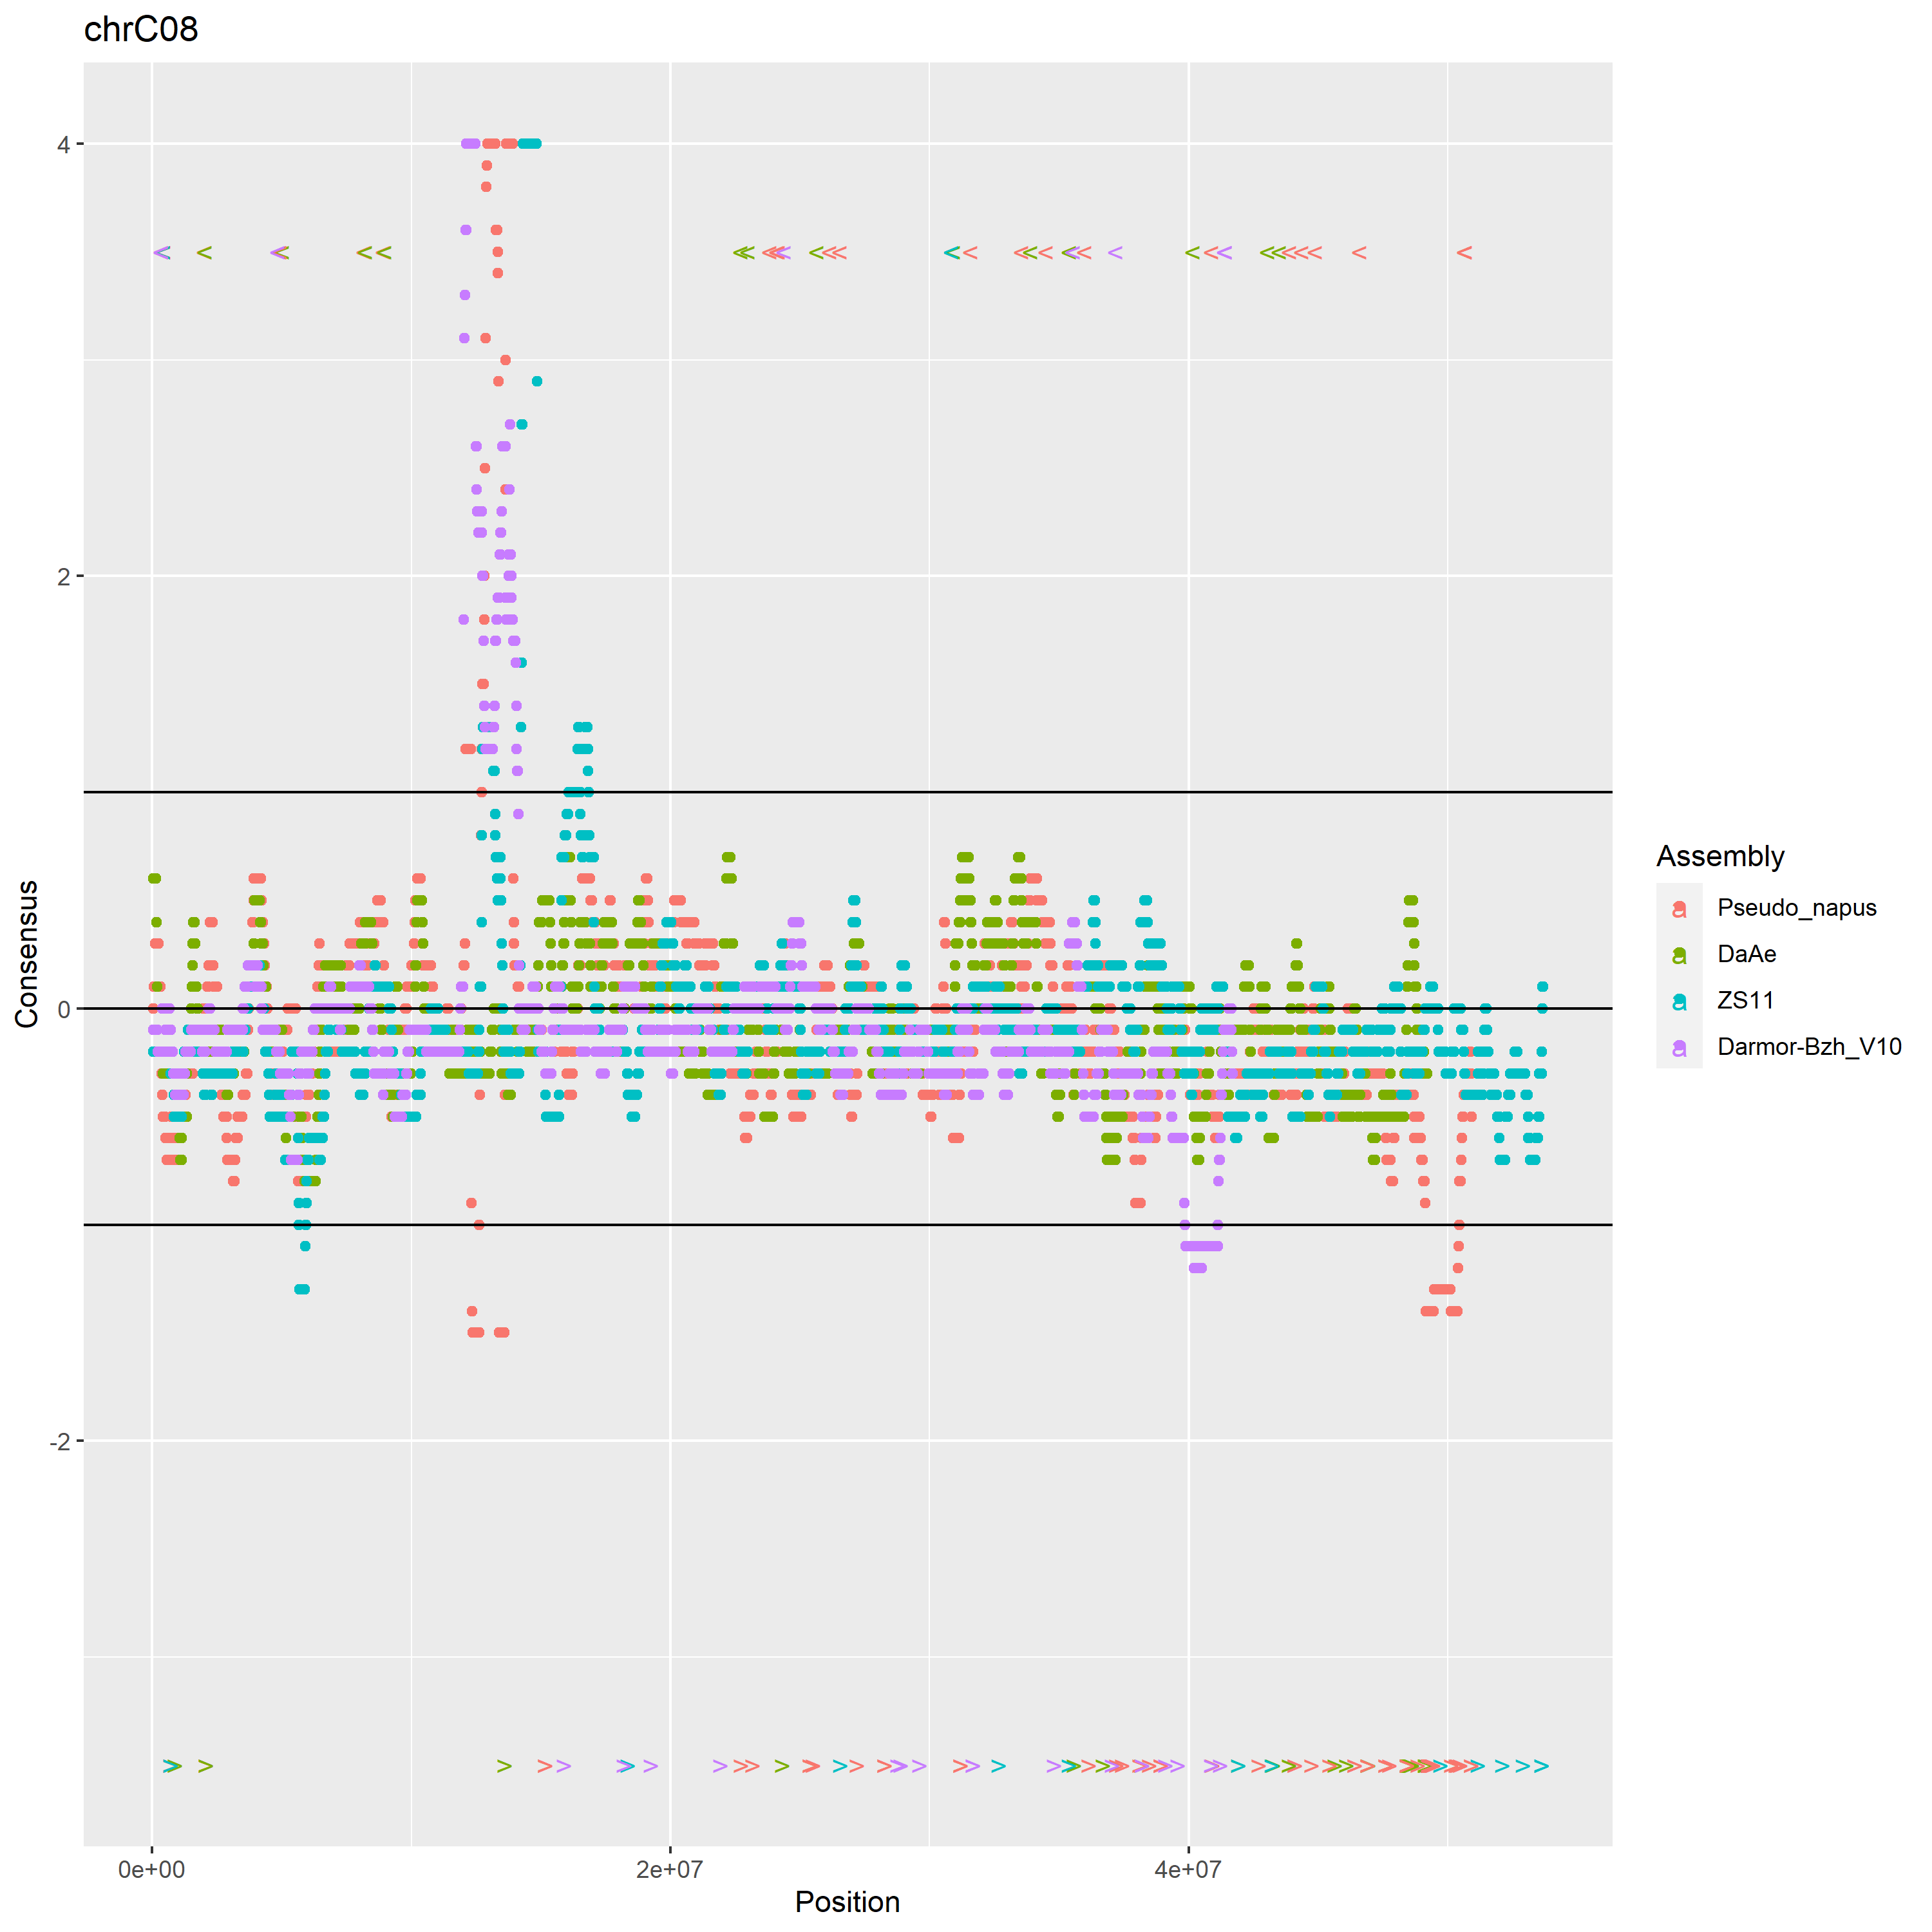 chrC08
4
2
0
-2
Consensus
0e+00
2e+07
4e+07
Position
Assembly
a Pseudo_napus
a DaAe
a ZS11
a Darmor-Bzh_V10